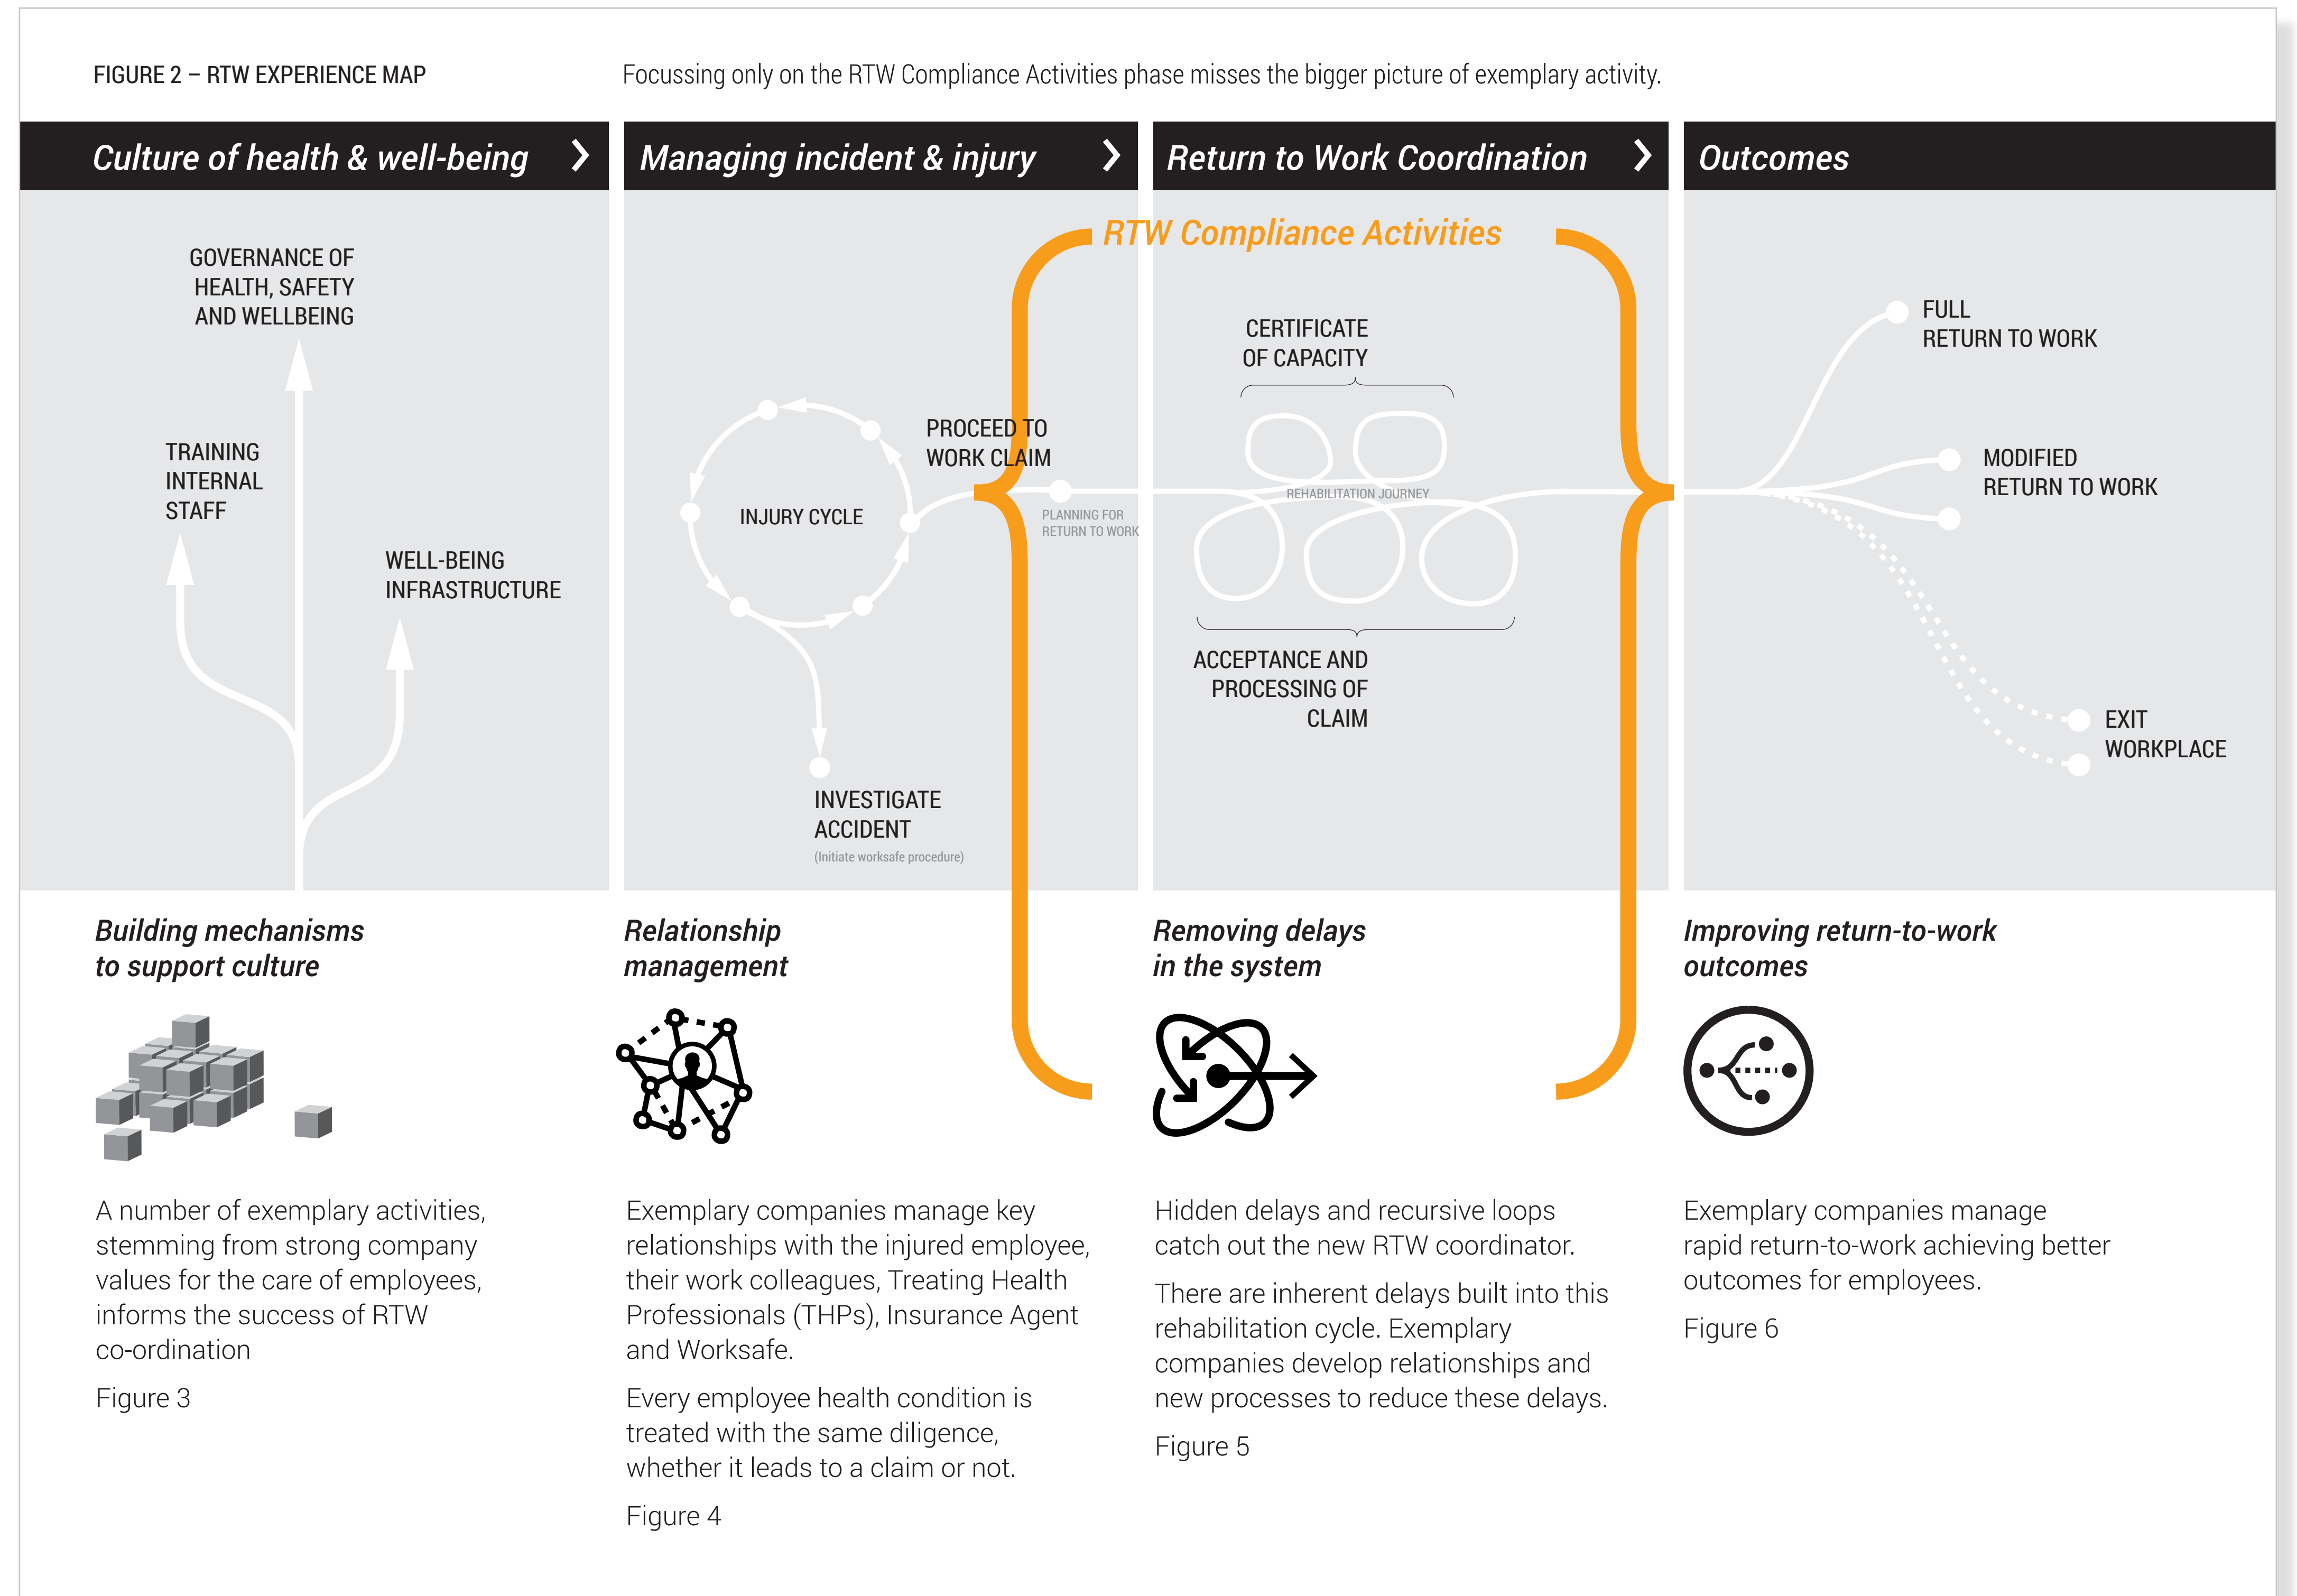 FIGURE 2 – RTW EXPERIENCE MAP
Focussing only on the RTW Compliance Activities phase misses the bigger picture of exemplary activity.
Culture of health & well-being
Managing incident & injury
Return to Work Coordination
Outcomes
GOVERNANCE OF
HEALTH, SAFETY
AND WELLBEING
TRAINING
INTERNAL
STAFF
WELL-BEING
INFRASTRUCTURE
INJURY CYCLE
PROCEED TO
WORK CLAIM
PLANNING FOR
RETURN TO WORK
INVESTIGATE
ACCIDENT
(Initiate worksafe procedure)
RTW Compliance Activities
CERTIFICATE
OF CAPACITY
REHABILITATION JOURNEY
ACCEPTANCE AND
PROCESSING OF
CLAIM
FULL
RETURN TO WORK
MODIFIED
RETURN TO WORK
EXIT
WORKPLACE
Building mechanisms
to support culture
A number of exemplary activities,
stemming from strong company
values for the care of employees,
informs the success of RTW
co-ordination
Figure 3
Relationship
management
Exemplary companies manage key
relationships with the injured employee,
their work colleagues, Treating Health
Professionals (THPs), Insurance Agent
and Worksafe.
Every employee health condition is
treated with the same diligence,
whether it leads to a claim or not.
Figure 4
Removing delays
in the system
Hidden delays and recursive loops
catch out the new RTW coordinator.
There are inherent delays built into this
rehabilitation cycle. Exemplary
companies develop relationships and
new processes to reduce these delays.
Figure 5
Improving return-to-work
outcomes
Exemplary companies manage
rapid return-to-work achieving better
outcomes for employees.
Figure 6